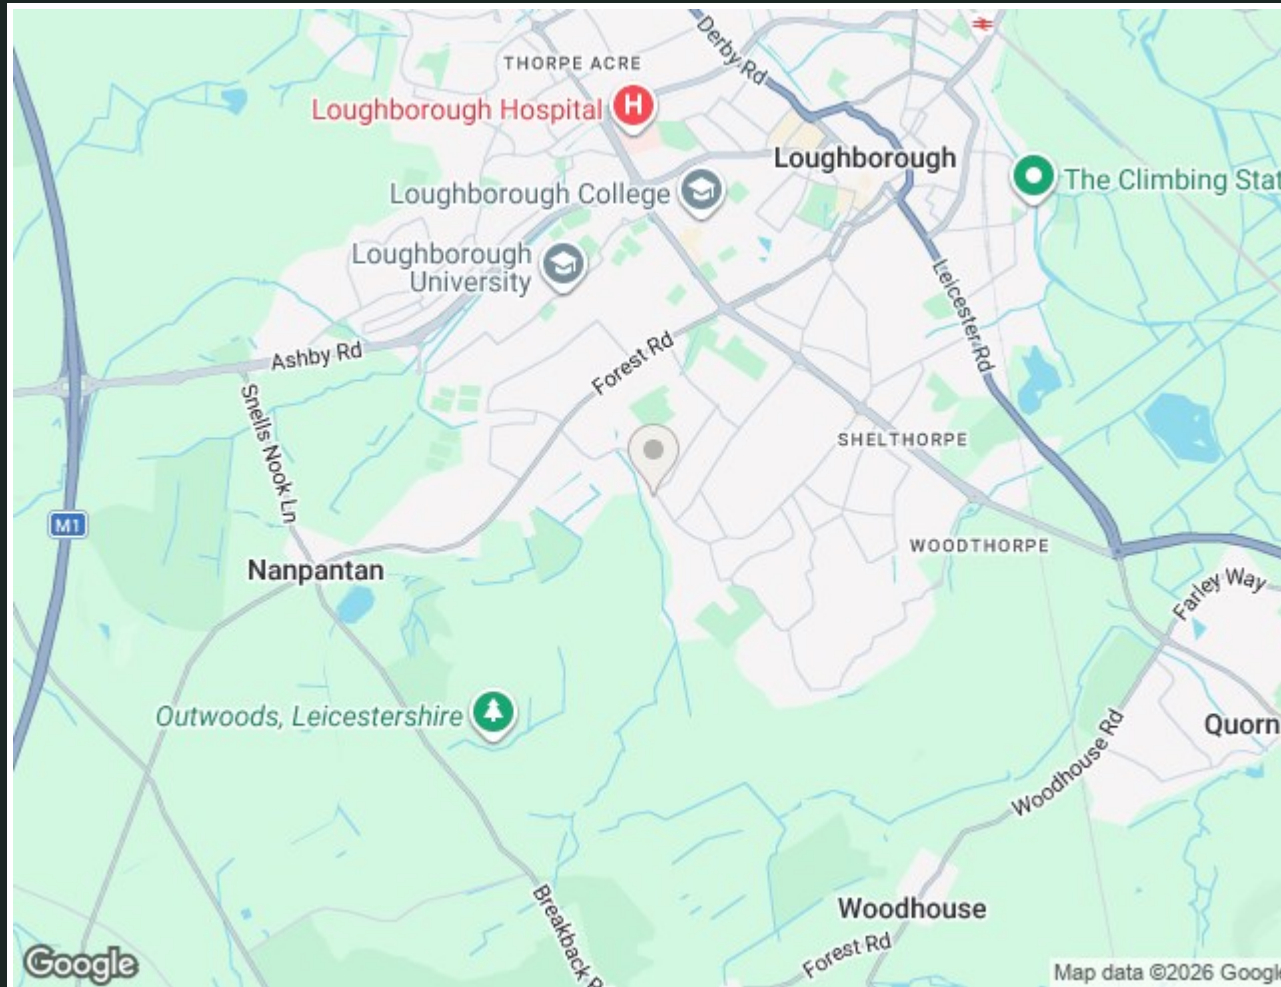 Derby Rd
THORPE ACRE
Loughborough Hospital
H
Loughborough
Loughborough College
The Climbing Stat
Loughborough
University
Leicester Rd
Ashby Rd
Forest Rd
Snells Nook Ln
SHELTHORPE
M1
WOODTHORPE
Nanpantan
Farley Way
Outwoods, Leicestershire
Quorn
Woodhouse Rd
Breakback R
Woodhouse
Forest Rd
Google
Map data ©2026 Google